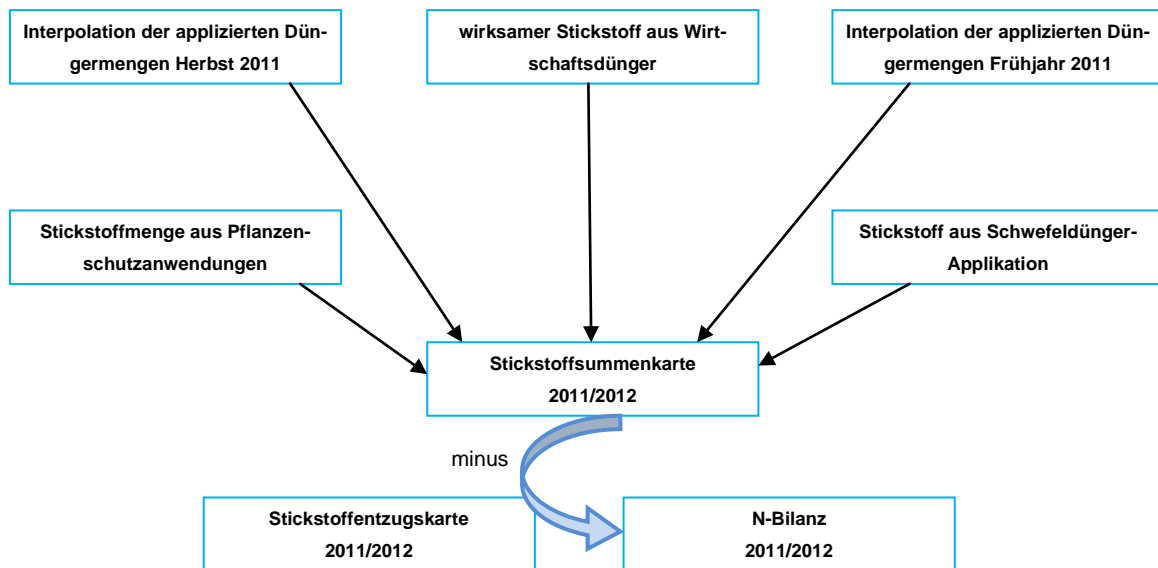 Interpolation der applizierten Dün-
germengen Herbst 2011
wirksamer Stickstoff aus Wirt-
schaftsdünger
Interpolation der applizierten Dün-
germengen Frühjahr 2011
Stickstoffmenge aus Pflanzen-
schutzanwendungen
Stickstoff aus Schwefeldünger-
Applikation
Stickstoffsummenkarte
2011/2012
minus
Stickstoffentzugskarte
2011/2012
N-Bilanz
2011/2012